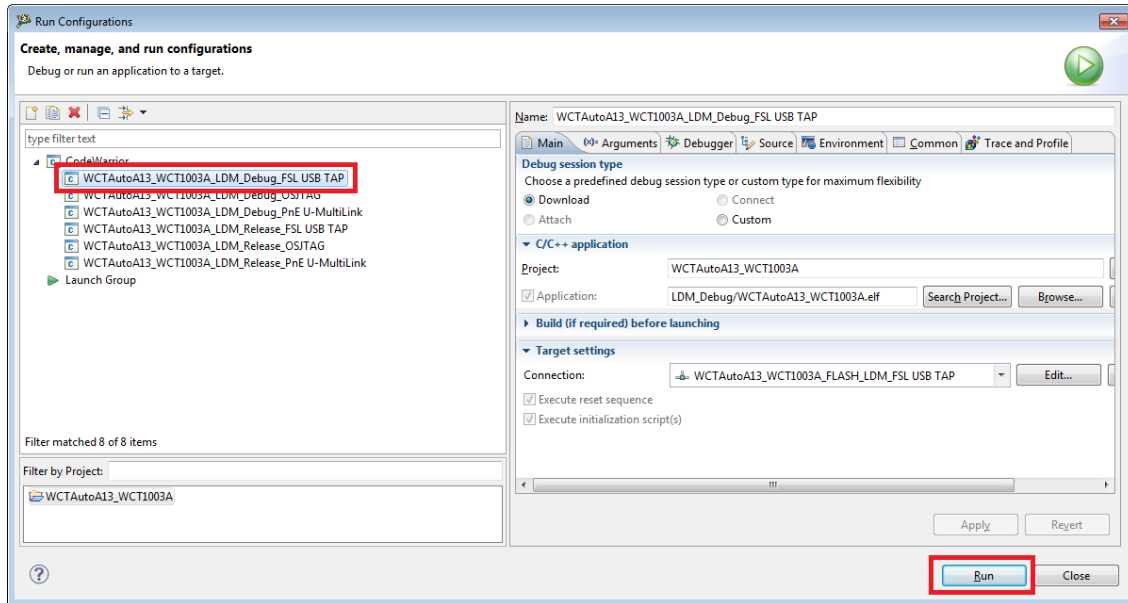 Run Configurations
Create, manage, and run configurations
Debug or run an application to a target.
type filter text
CodeWarrior
WCTAutoA13_WCT1003A_LDM_Debug_FSL USB TAP
WCTAutoA13_WCT1003A_LDM_Debug_OSJTAG
WCTAutoA13_WCT1003A_LDM_Debug_PnE U-MultiLink
WCTAutoA13_WCT1003A_LDM_Release_FSL USB TAP
WCTAutoA13_WCT1003A_LDM_Release_OSJTAG
WCTAutoA13_WCT1003A_LDM_Release_PnE U-MultiLink
Launch Group
Filter matched 8 of 8 items
Filter by Project:
WCTAutoA13_WCT1003A
Name: WCTAutoA13_WCT1003A_LDM_Debug_FSL USB TAP
Main (x)= Arguments Debugger Source Environment Common Trace and Profile
Debug session type
Choose a predefined debug session type or custom type for maximum flexibility
Download Connect
Attach Custom
C/C++ application
Project: WCTAutoA13_WCT1003A
Application: LDM_Debug/WCTAutoA13_WCT1003A.elf Search Project... Browse...
Build (if required) before launching
Target settings
Connection: WCTAutoA13_WCT1003A_FLASH_LDM_FSL USB TAP Edit...
Execute reset sequence
Execute initialization script(s)
Apply Revert
? Run Close